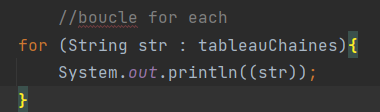 //boucle for each
for (String str : tableauChaines){
System.out.println((str));
}